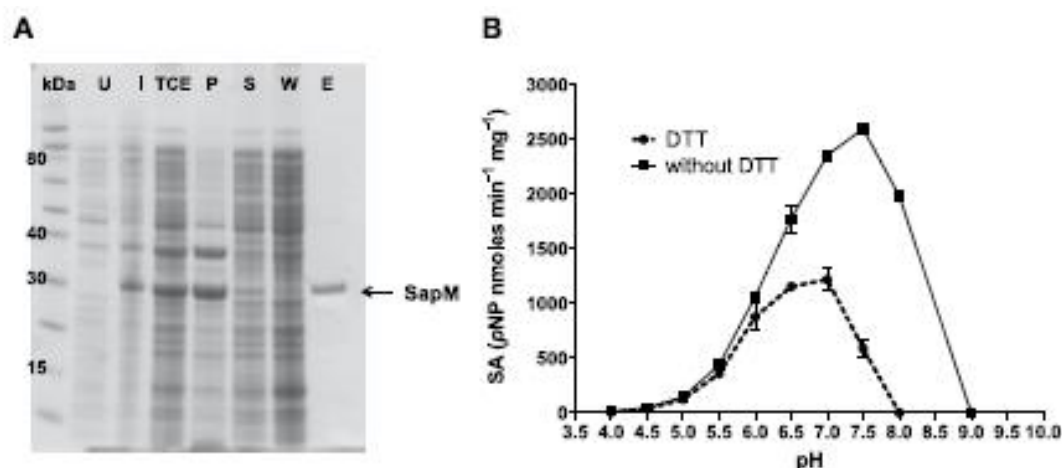 A
kDa U I TCE P S W E
80
40
30
15
SapM
B
SA (pNP nmoles min⁻¹ mg⁻¹)
3000
2500
2000
1500
1000
500
0
DTT
without DTT
3.5 4.0 4.5 5.0 5.5 6.0 6.5 7.0 7.5 8.0 8.5 9.0 9.5 10.0
pH